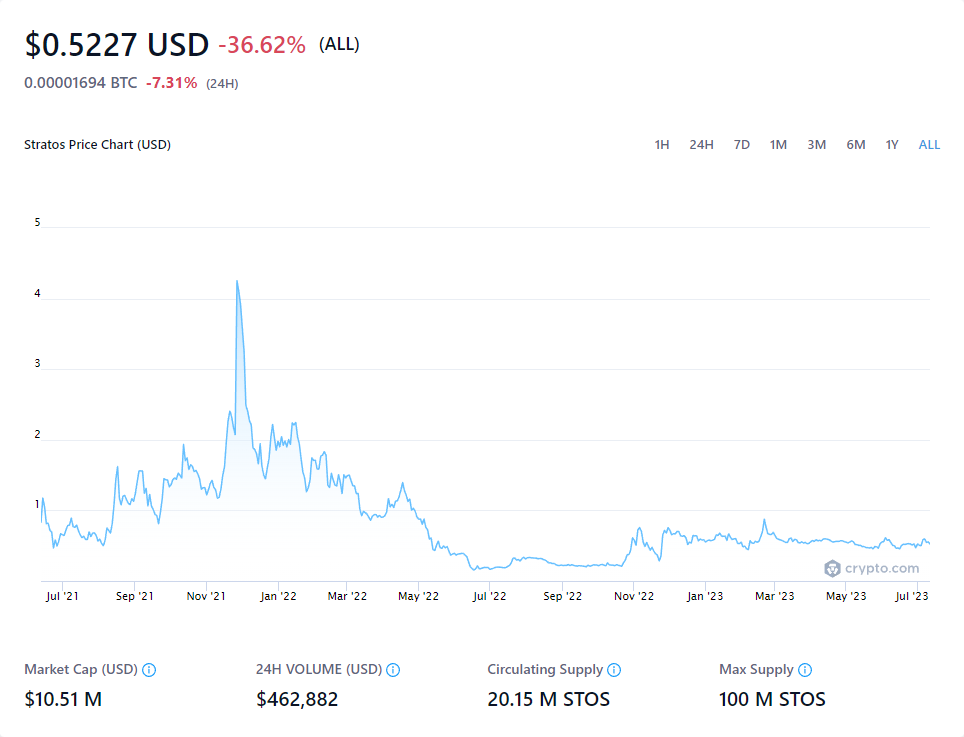 $0.5227 USD -36.62% (ALL)
0.00001694 BTC -7.31% (24H)
Stratos Price Chart (USD) 1H 24H 7D 1M 3M 6M 1Y ALL
5
4
3
2
1
crypto.com
Jul '21 Sep '21 Nov '21 Jan '22 Mar '22 May '22 Jul '22 Sep '22 Nov '22 Jan '23 Mar '23 May '23 Jul '23
Market Cap (USD) 24H VOLUME (USD) Circulating Supply Max Supply
$10.51 M $462,882 20.15 M STOS 100 M STOS